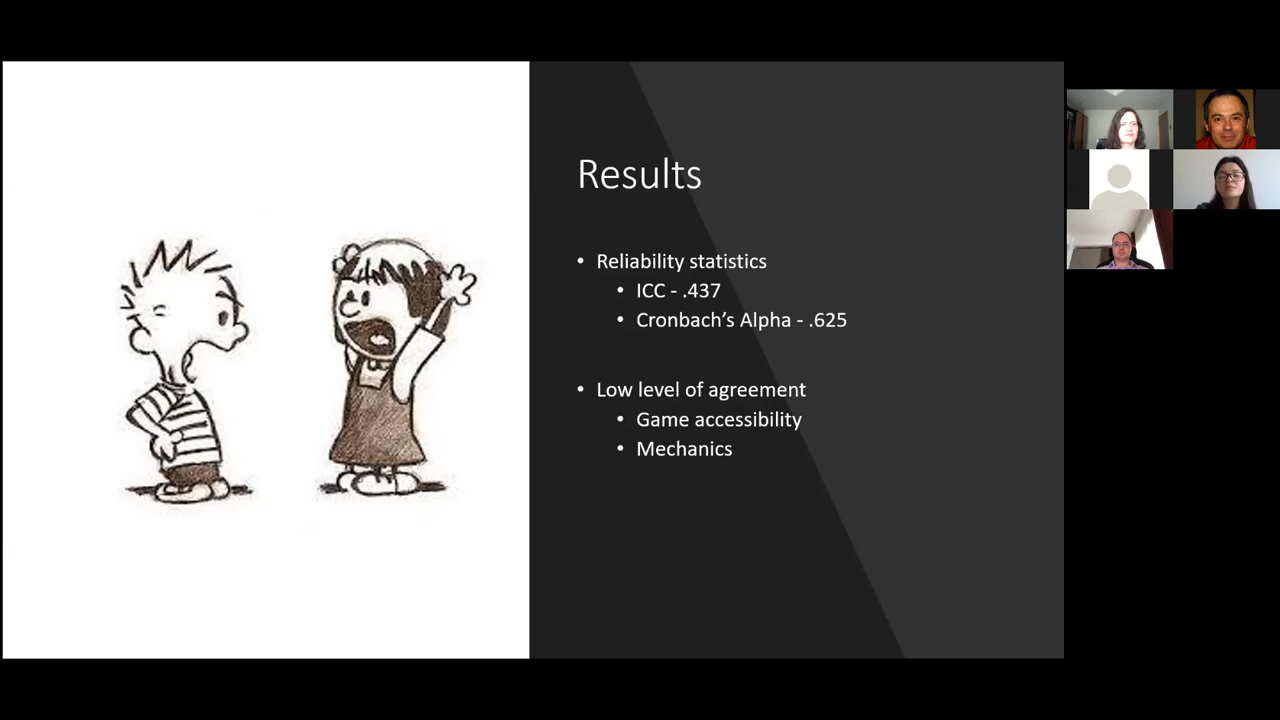 Results
• Reliability statistics
• ICC - .437
• Cronbach's Alpha - .625
• Low level of agreement
• Game accessibility
• Mechanics